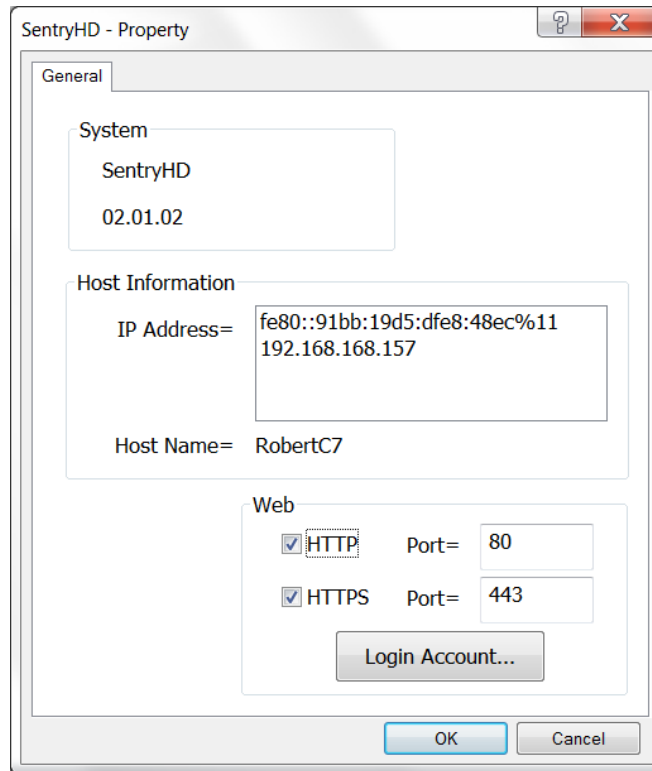 SentryHD - Property
General
System
SentryHD
02.01.02
Host Information
IP Address= fe80::91bb:19d5:dfe8:48ec%11
192.168.168.157
Host Name= RobertC7
Web
HTTP Port= 80
HTTPS Port= 443
Login Account...
OK Cancel